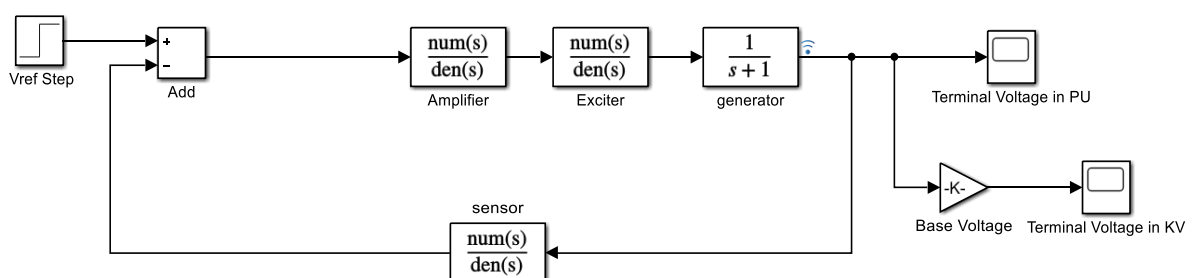 +
−
Vref Step
Add
num(s)
den(s)
Amplifier
num(s)
den(s)
Exciter
1
s + 1
generator
Terminal Voltage in PU
-K-
Base Voltage
Terminal Voltage in KV
sensor
num(s)
den(s)